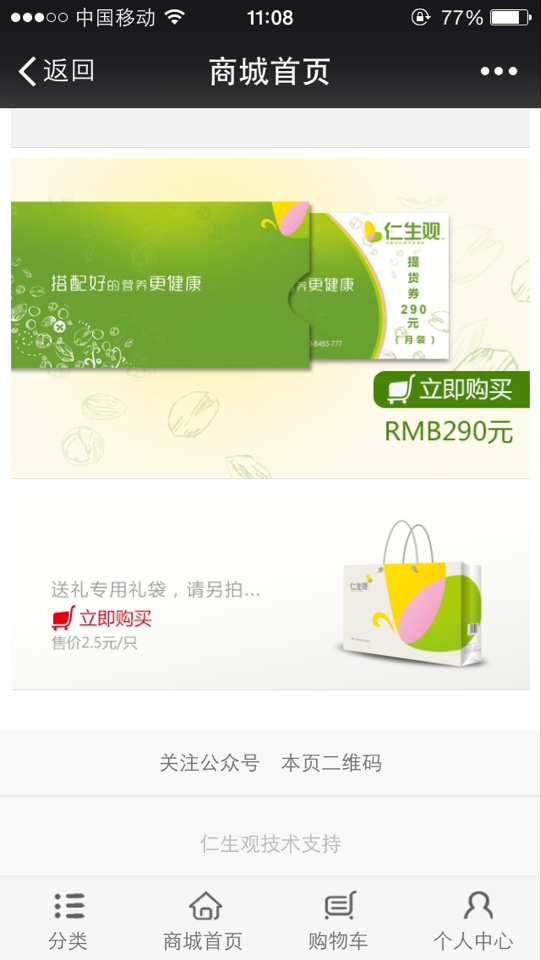 中国移动 11:08 77%
返回 商城首页
仁生观
搭配好的营养更健康
养更健康
提货券
290
元
(月装)
0-8485-777
立即购买
RMB290元
仁生观
送礼专用礼袋，请另拍...
立即购买
售价2.5元/只
关注公众号 本页二维码
仁生观技术支持
分类 商城首页 购物车 个人中心